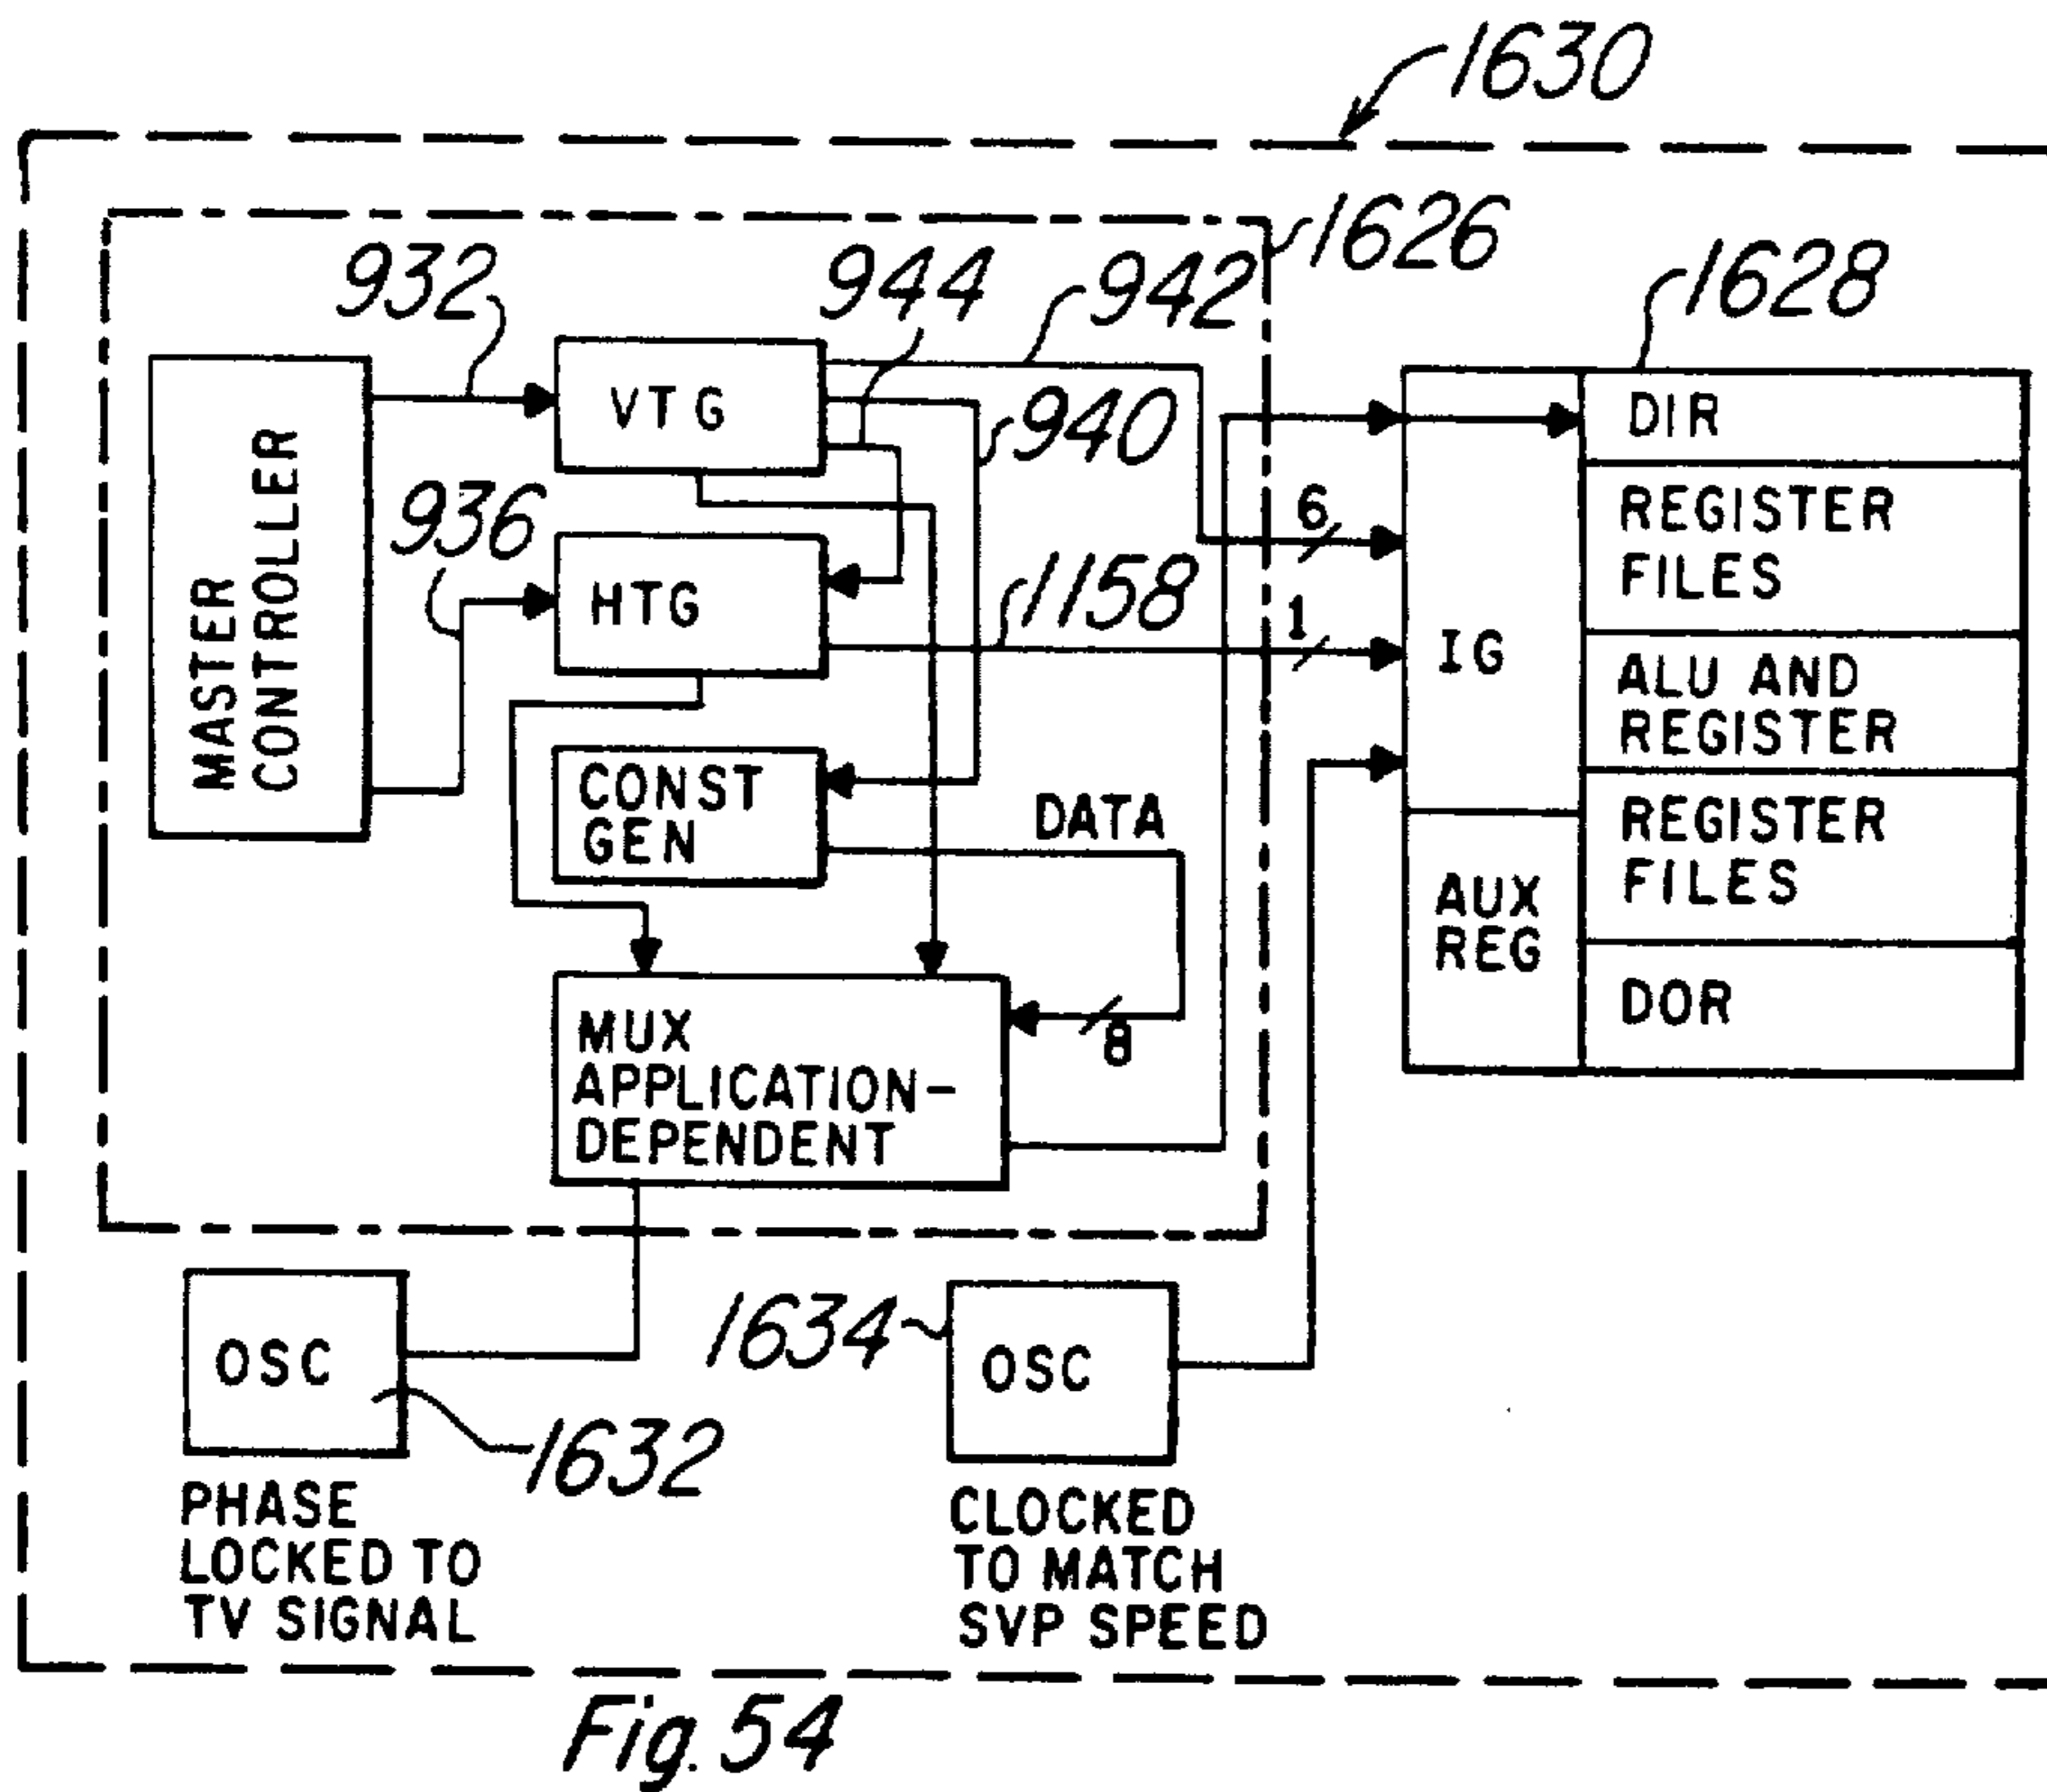 1630
1626
932
944
942
1628
MASTER
CONTROLLER
VTG
940
DIR
936
6
REGISTER
FILES
HTG
1158
1
IG
ALU AND
REGISTER
CONST
GEN
DATA
REGISTER
FILES
AUX
REG
DOR
8
MUX
APPLICATION-
DEPENDENT
OSC
1634
OSC
1632
PHASE
LOCKED TO
TV SIGNAL
CLOCKED
TO MATCH
SVP SPEED
Fig. 54